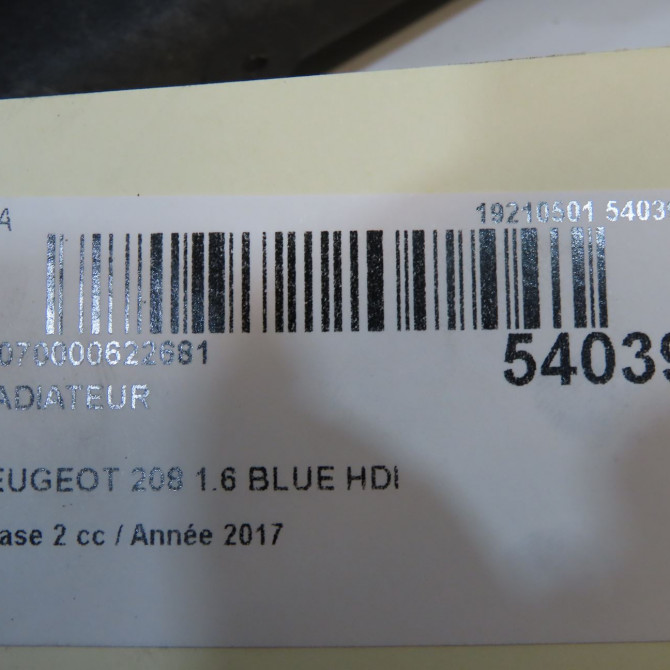 A
19210501 5403
070000622681
54039
ADIATEUR
EUGEOT 208 1.6 BLUE HDI
ase 2 cc / Année 2017